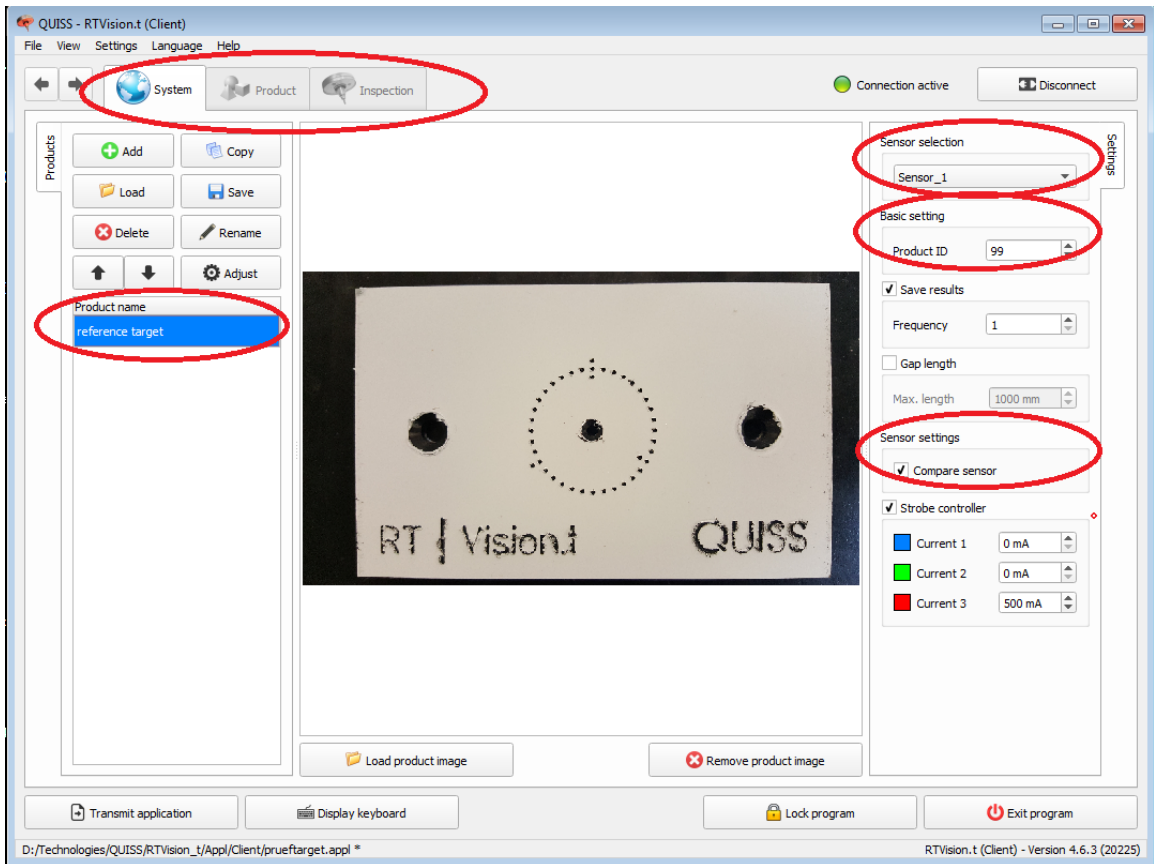 QUISS - RTVision.t (Client)
File View Settings Language Help
System Product Inspection Connection active Disconnect
Products
Add Copy
Load Save
Delete Rename
Adjust
Product name
reference target
RT Vision.t QUISS
Load product image Remove product image
Settings
Sensor selection
Sensor_1
Basic setting
Product ID 99
Save results
Frequency 1
Gap length
Max. length 1000 mm
Sensor settings
Compare sensor
Strobe controller
Current 1 0 mA
Current 2 0 mA
Current 3 500 mA
Transmit application Display keyboard Lock program Exit program
D:/Technologies/QUISS/RTVision_t/Appl/Client/prueftarget.appl * RTVision.t (Client) - Version 4.6.3 (20225)